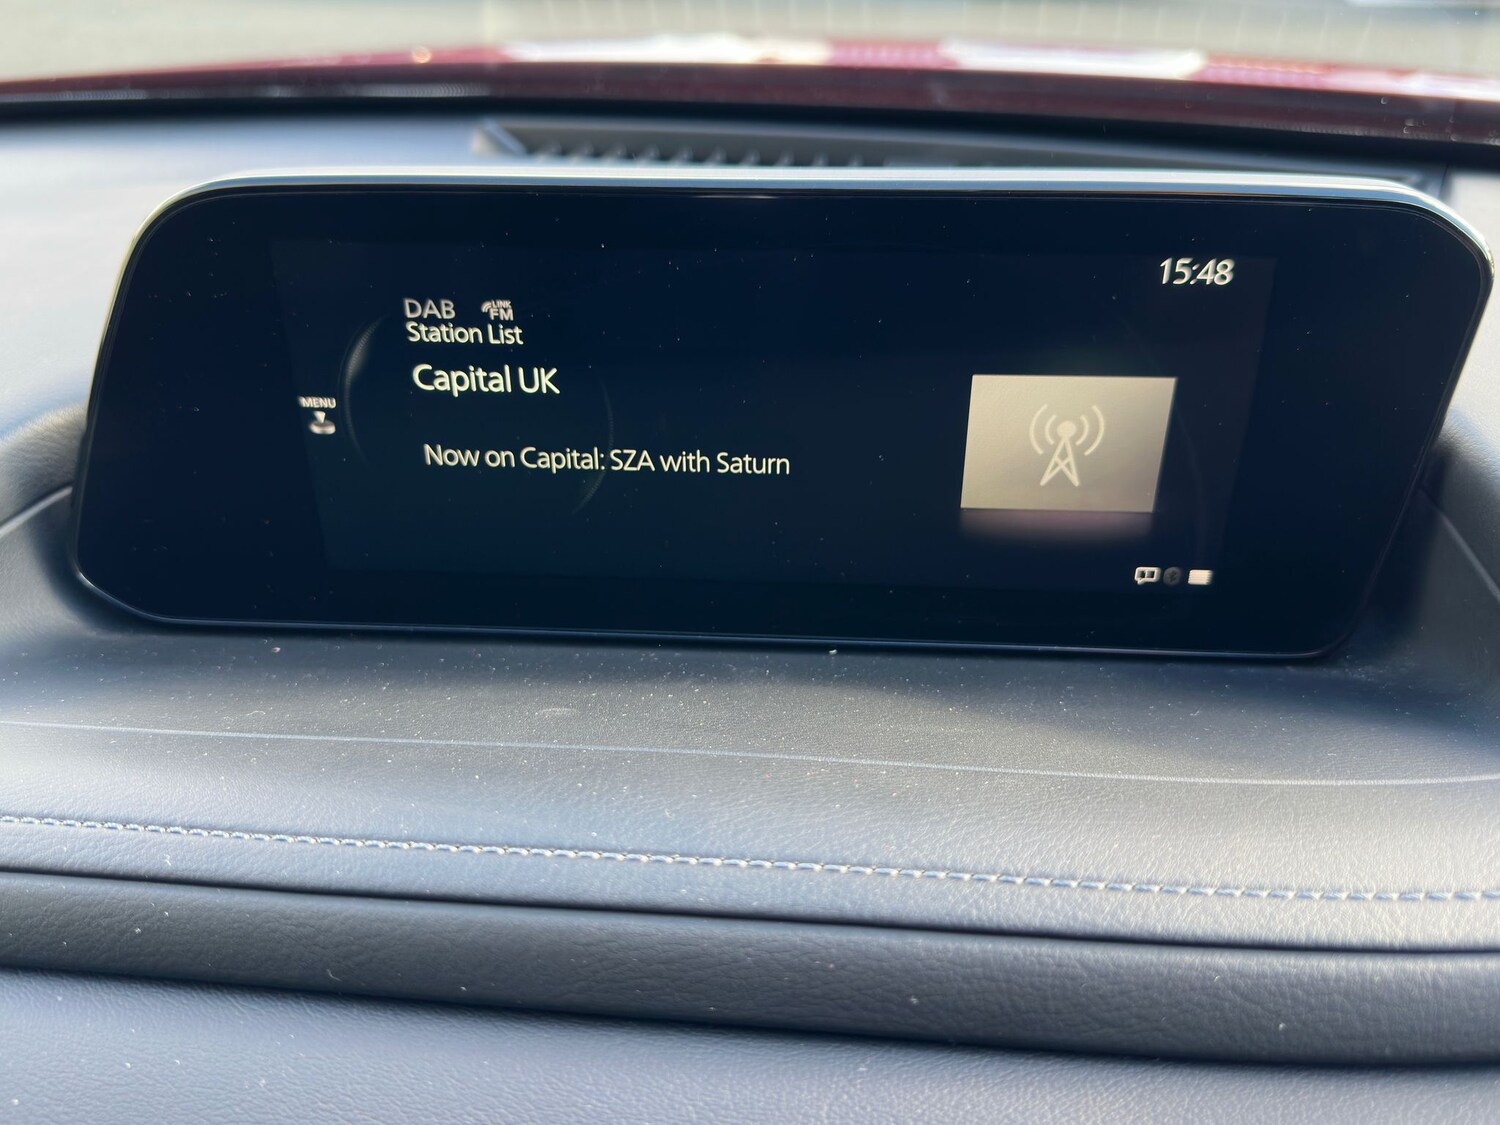 15:48
DAB LINK FM
Station List
Capital UK
MENU
Now on Capital: SZA with Saturn